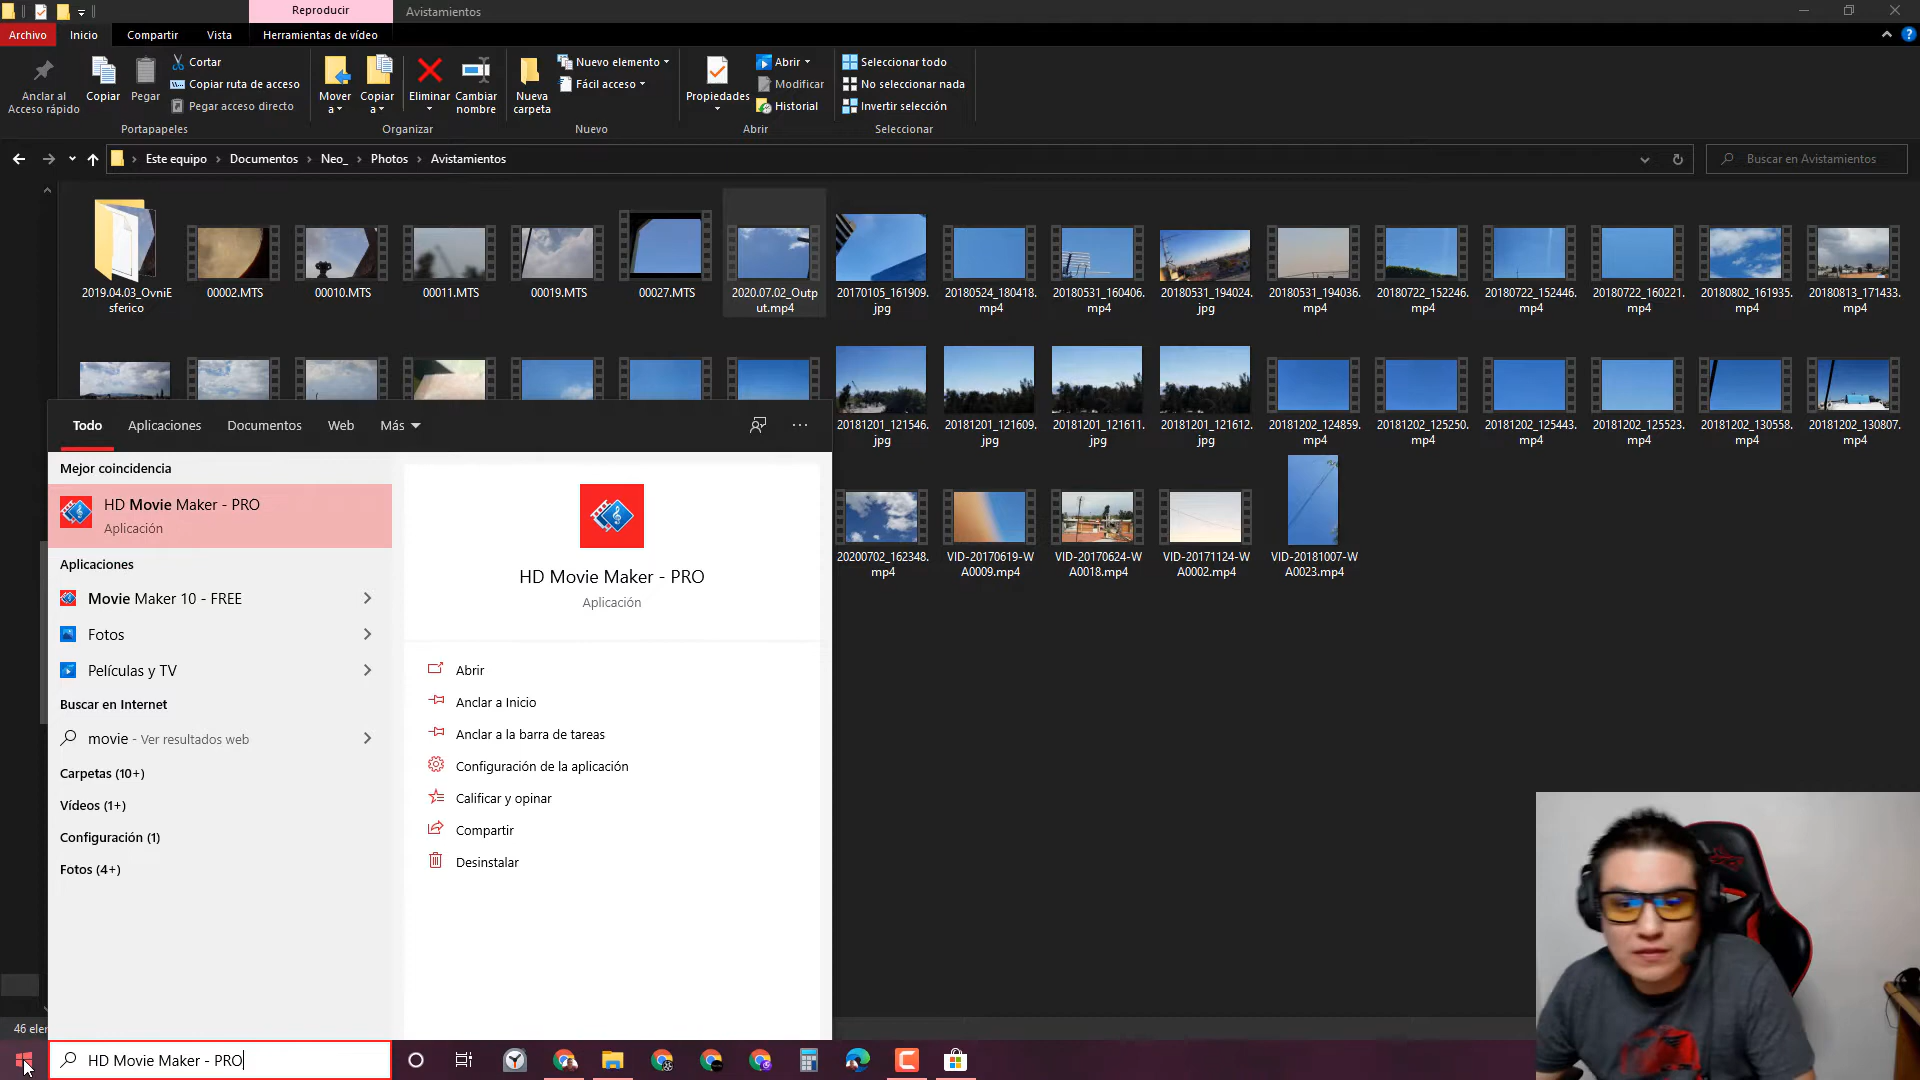 Reproducir
Avistamientos
Archivo
Inicio
Compartir
Vista
Herramientas de vídeo
Anclar al
Acceso rápido
Copiar
Pegar
Cortar
Copiar ruta de acceso
Pegar acceso directo
Portapapeles
Mover
a
Copiar
a
Eliminar
Cambiar
nombre
Organizar
Nueva
carpeta
Nuevo elemento
Fácil acceso
Nuevo
Propiedades
Abrir
Modificar
Historial
Abrir
Seleccionar todo
No seleccionar nada
Invertir selección
Seleccionar
Este equipo > Documentos > Neo_ > Photos > Avistamientos
Buscar en Avistamientos
2019.04.03_OvniE
sferico
00002.MTS
00010.MTS
00011.MTS
00019.MTS
00027.MTS
2020.07.02_Outp
ut.mp4
20170105_161909.
jpg
20180524_180418.
mp4
20180531_160406.
mp4
20180531_194024.
jpg
20180531_194036.
mp4
20180722_152246.
mp4
20180722_152446.
mp4
20180722_160221.
mp4
20180802_161935.
mp4
20180813_171433.
mp4
20181201_121546.
jpg
20181201_121609.
jpg
20181201_121611.
jpg
20181201_121612.
jpg
20181202_124859.
mp4
20181202_125250.
mp4
20181202_125443.
mp4
20181202_125523.
mp4
20181202_130558.
mp4
20181202_130807.
mp4
20200702_162348.
mp4
VID-20170619-W
A0009.mp4
VID-20170624-W
A0018.mp4
VID-20171124-W
A0002.mp4
VID-20181007-W
A0023.mp4
Todo
Aplicaciones
Documentos
Web
Más
Mejor coincidencia
HD Movie Maker - PRO
Aplicación
Aplicaciones
Movie Maker 10 - FREE
Fotos
Películas y TV
Buscar en Internet
movie - Ver resultados web
Carpetas (10+)
Vídeos (1+)
Configuración (1)
Fotos (4+)
HD Movie Maker - PRO
Aplicación
Abrir
Anclar a Inicio
Anclar a la barra de tareas
Configuración de la aplicación
Calificar y opinar
Compartir
Desinstalar
46 eler
HD Movie Maker - PRO